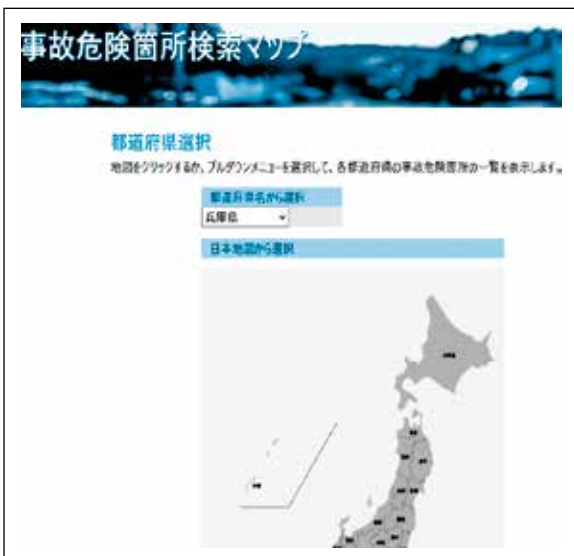 事故危険箇所検索マップ
都道府県選択
地図をクリックするか、プルダウンメニューを選択して、各都道府県の事故危険箇所の一覧を表示します。
都道府県名から選択
兵庫県
日本地図から選択
北海道